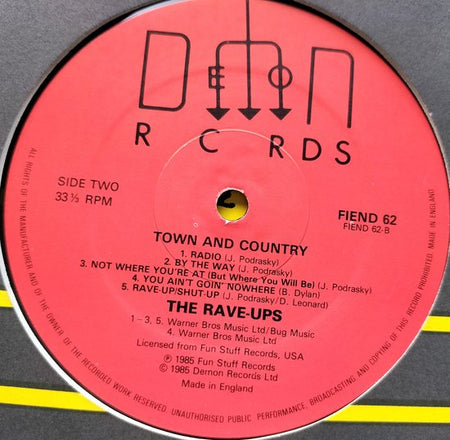 DEMON
RECORDS
SIDE TWO
33⅓ RPM
FIEND 62
FIEND 62-B
TOWN AND COUNTRY
1. RADIO (J. Podrasky)
2. BY THE WAY (J. Podrasky)
3. NOT WHERE YOU'RE AT (But Where You Will Be) (J. Podrasky)
4. YOU AIN'T GOIN' NOWHERE (B. Dylan)
5. RAVE-UP/SHUT-UP (J. Podrasky/D. Leonard)
THE RAVE-UPS
1–3, 5. Warner Bros Music Ltd/Bug Music
4. Warner Bros Music Ltd
Licensed from Fun Stuff Records, USA
℗ 1985 Fun Stuff Records
© 1985 Demon Records Ltd
Made in England
ALL RIGHTS OF THE MANUFACTURER AND OF THE OWNER OF THE RECORDED WORK RESERVED. UNAUTHORISED PUBLIC PERFORMANCE, BROADCASTING AND COPYING OF THIS RECORD PROHIBITED. MADE IN ENGLAND